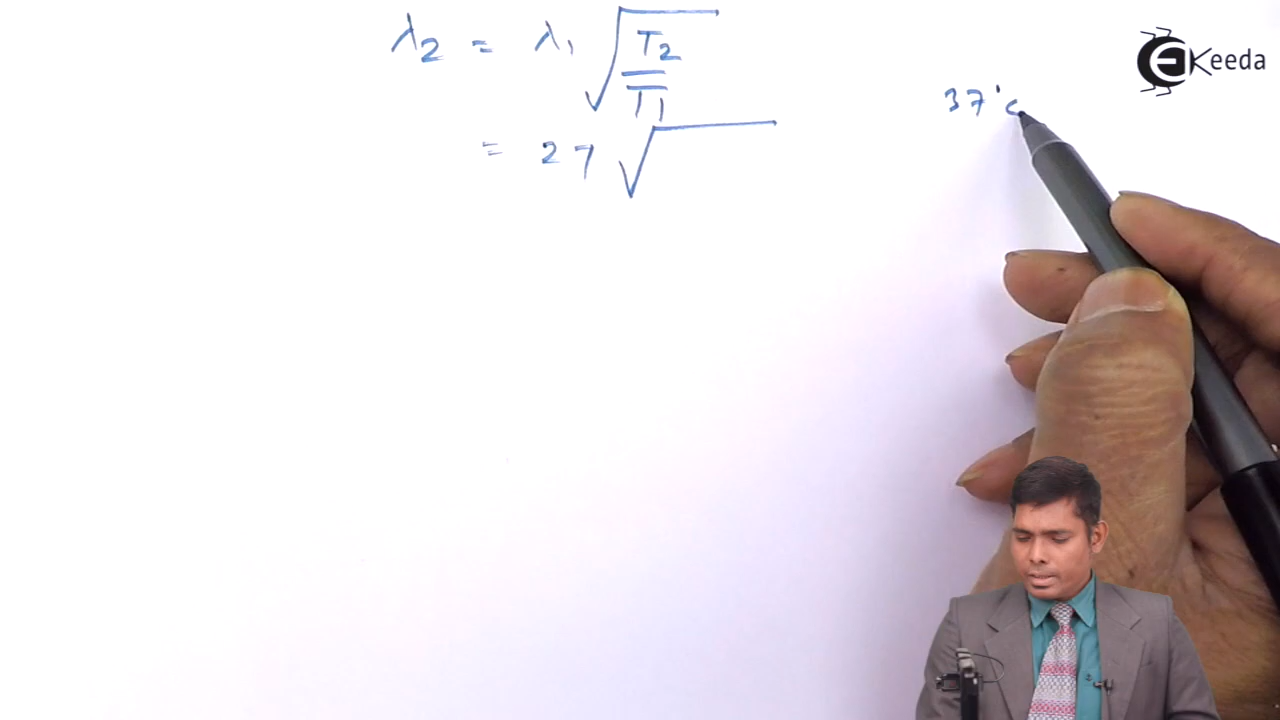 λ2 = λ1 √(T2/T1)
= 27 √
37°C
EKeeda